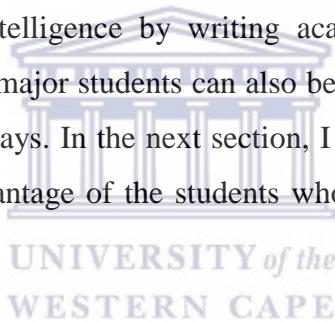 telligence by writing aca
major students can also be
ays. In the next section, I
antage of the students who
UNIVERSITY of the
WESTERN CAPE